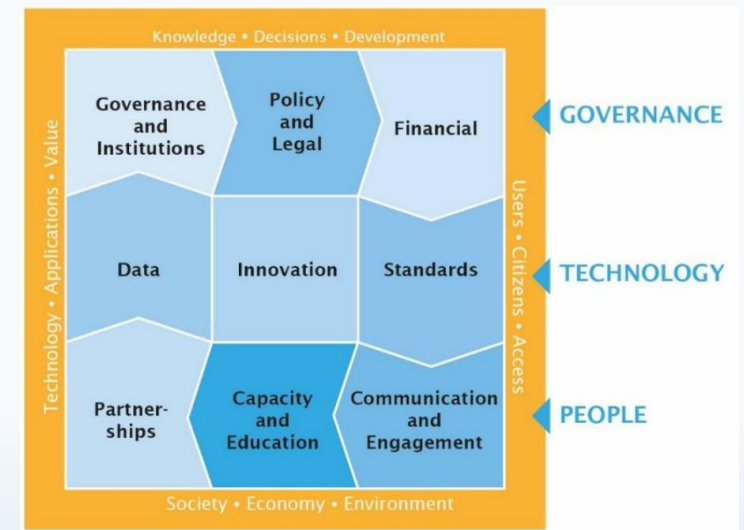 Knowledge • Decisions • Development
Governance
and
Institutions
Policy
and
Legal
Financial
GOVERNANCE
Technology • Applications • Value
Users • Citizens • Access
Data
Innovation
Standards
TECHNOLOGY
Partner-
ships
Capacity
and
Education
Communication
and
Engagement
PEOPLE
Society • Economy • Environment